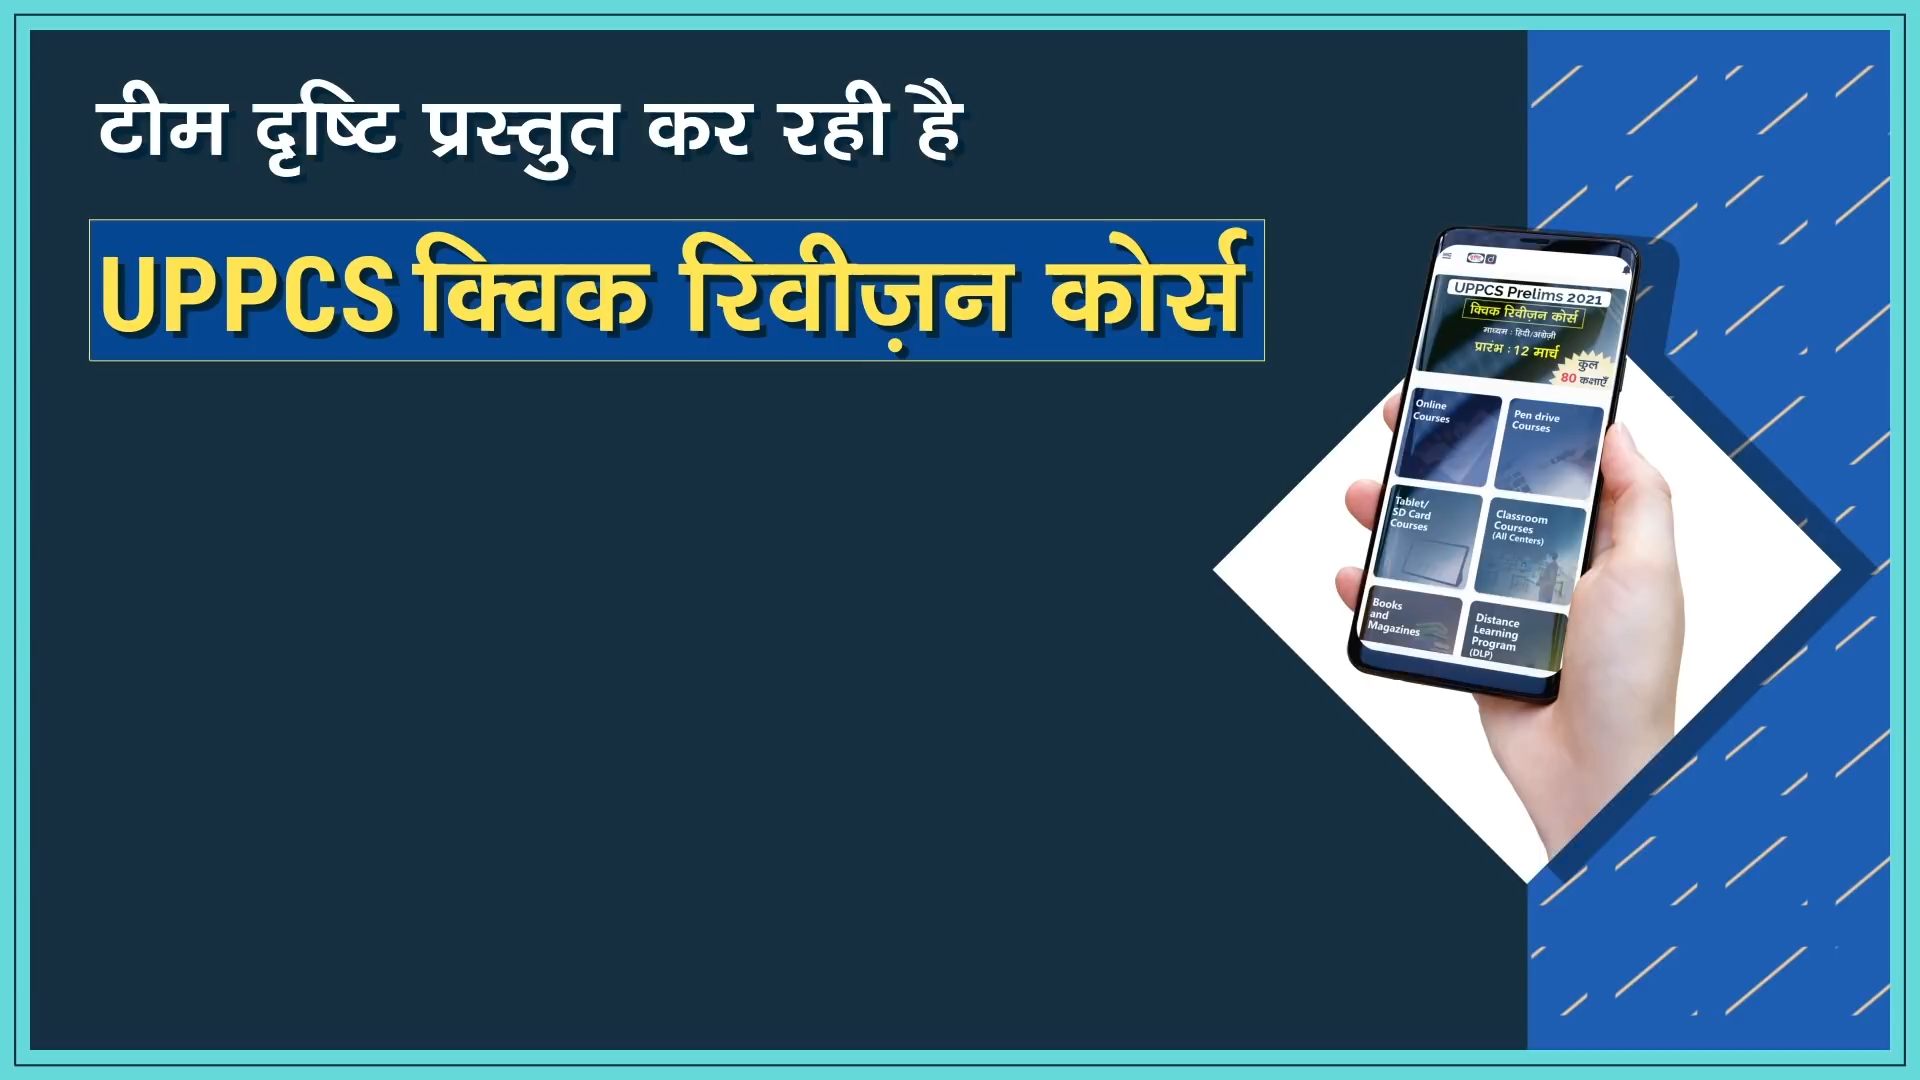 टीम दृष्टि प्रस्तुत कर रही है
UPPCS क्विक रिवीज़न कोर्स
UPPCS Prelims 2021
क्विक रिवीज़न कोर्स
माध्यम : हिंदी/अंग्रेज़ी
प्रारंभ : 12 मार्च
कुल
80 कक्षाएँ
Online
Courses
Pen drive
Courses
Tablet/
SD Card
Courses
Classroom
Courses
(All Centers)
Books
and
Magazines
Distance
Learning
Program
(DLP)